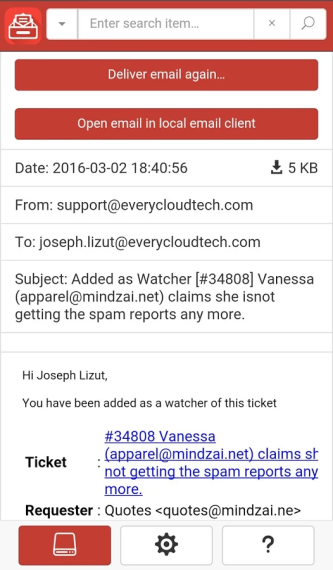 Enter search item...
×
Deliver email again...
Open email in local email client
Date: 2016-03-02 18:40:56
5 KB
From: support@everycloudtech.com
To: joseph.lizut@everycloudtech.com
Subject: Added as Watcher [#34808] Vanessa
(apparel@mindzai.net) claims she isnot
getting the spam reports any more.
Hi Joseph Lizut,
You have been added as a watcher of this ticket
#34808 Vanessa
(apparel@mindzai.net) claims sh
Ticket : not getting the spam reports any
more.
Requester : Quotes <quotes@mindzai.ne>
?